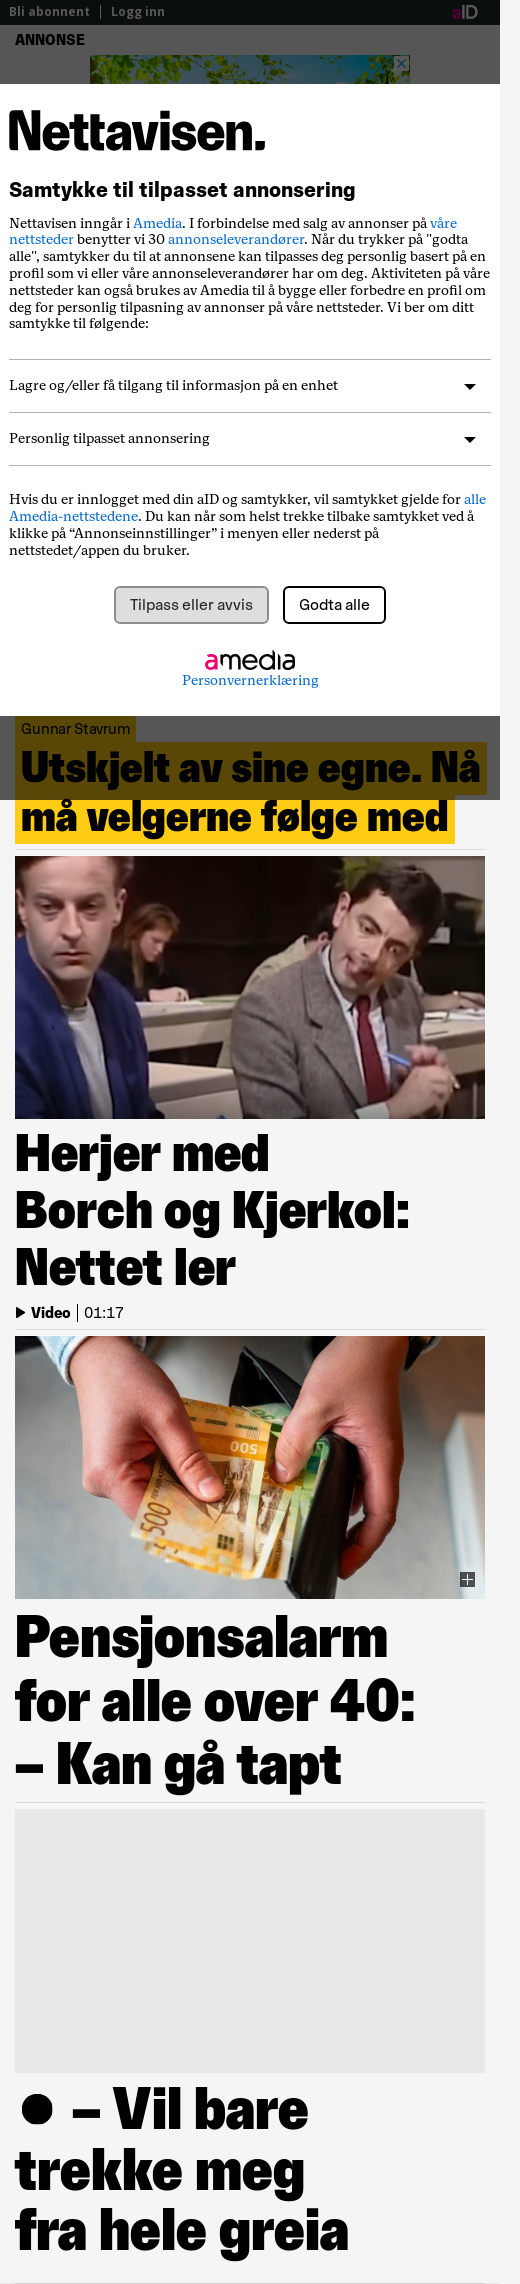 Bli abonnent | Logg inn
aID
ANNONSE
Nettavisen.
Samtykke til tilpasset annonsering
Nettavisen inngår i Amedia. I forbindelse med salg av annonser på våre
nettsteder benytter vi 30 annonseleverandører. Når du trykker på "godta
alle", samtykker du til at annonsene kan tilpasses deg personlig basert på en
profil som vi eller våre annonseleverandører har om deg. Aktiviteten på våre
nettsteder kan også brukes av Amedia til å bygge eller forbedre en profil om
deg for personlig tilpasning av annonser på våre nettsteder. Vi ber om ditt
samtykke til følgende:
Lagre og/eller få tilgang til informasjon på en enhet
Personlig tilpasset annonsering
Hvis du er innlogget med din aID og samtykker, vil samtykket gjelde for alle
Amedia-nettstedene. Du kan når som helst trekke tilbake samtykket ved å
klikke på “Annonseinnstillinger” i menyen eller nederst på
nettstedet/appen du bruker.
Tilpass eller avvis
Godta alle
amedia
Personvernerklæring
Gunnar Stavrum
Utskjelt av sine egne. Nå
må velgerne følge med
Herjer med
Borch og Kjerkol:
Nettet ler
Video | 01:17
500
500
Pensjonsalarm
for alle over 40:
– Kan gå tapt
● – Vil bare
trekke meg
fra hele greia